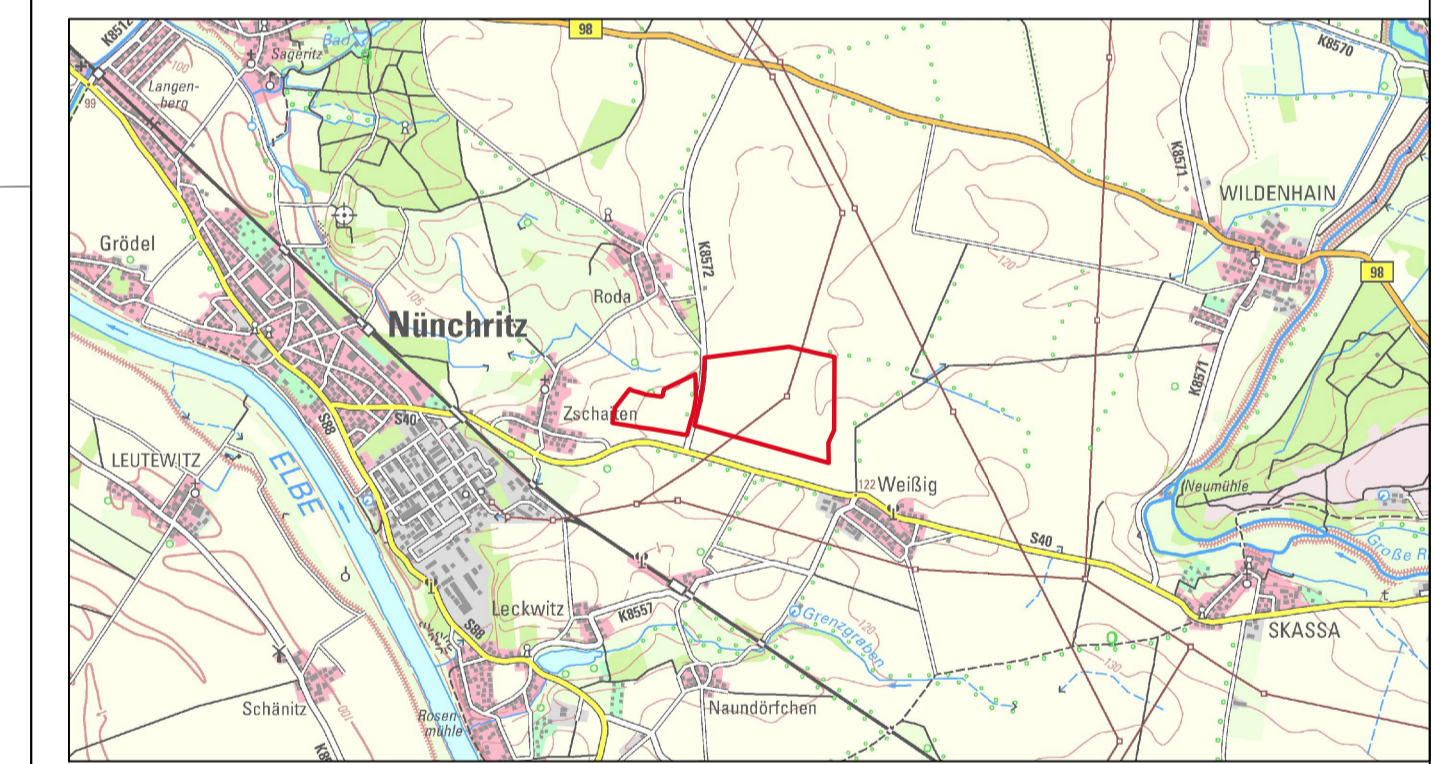 K8512
Bad
Sageritz
98
K8570
100
Langen-
berg
99
K8571
WILDENHAIN
Grödel
K8572
120
98
105
Roda
Nünchritz
K8571
Zschaiten
S40
S88
LEUTEWITZ
ELBE
122
Weißig
Neumühle
S40
Große R
Leckwitz
K8557
Grenzgraben
120
S88
SKASSA
130
Schänitz
100
Rosen-
mühle
Naundörfchen